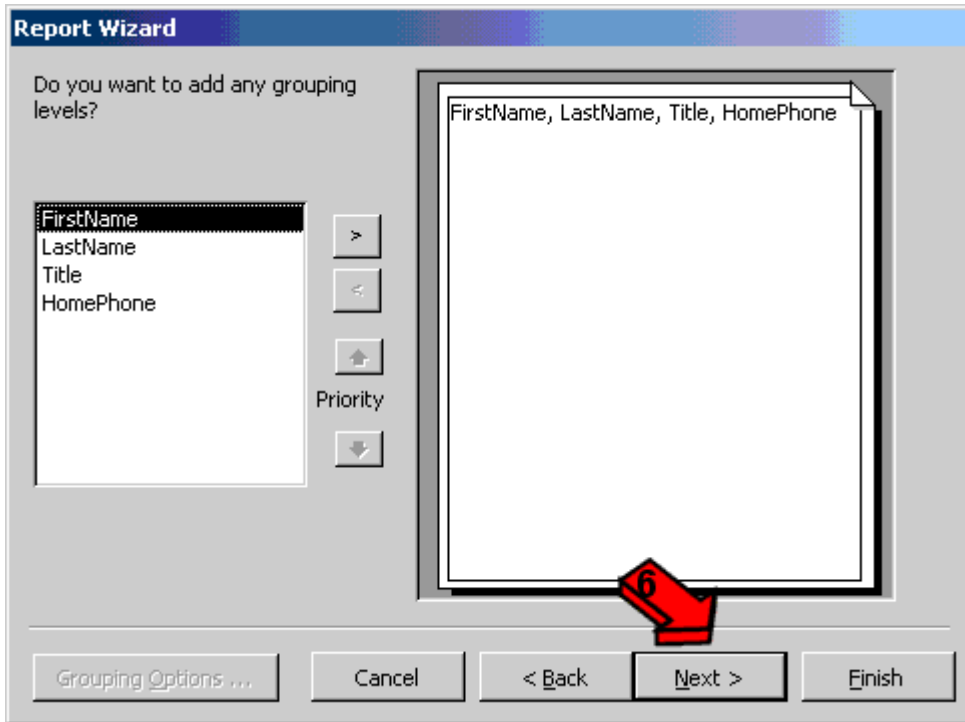 Report Wizard
Do you want to add any grouping
levels?
FirstName
LastName
Title
HomePhone
>
<
Priority
FirstName, LastName, Title, HomePhone
6
Grouping Options ...
Cancel
< Back
Next >
Finish